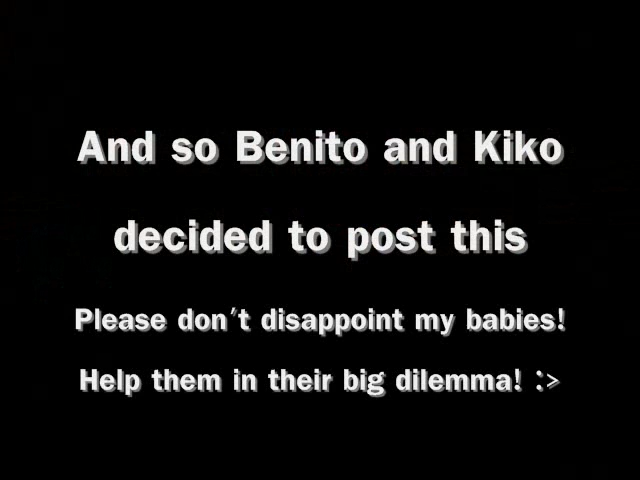 And so Benito and Kiko
decided to post this
Please don't disappoint my babies!
Help them in their big dilemma! :>